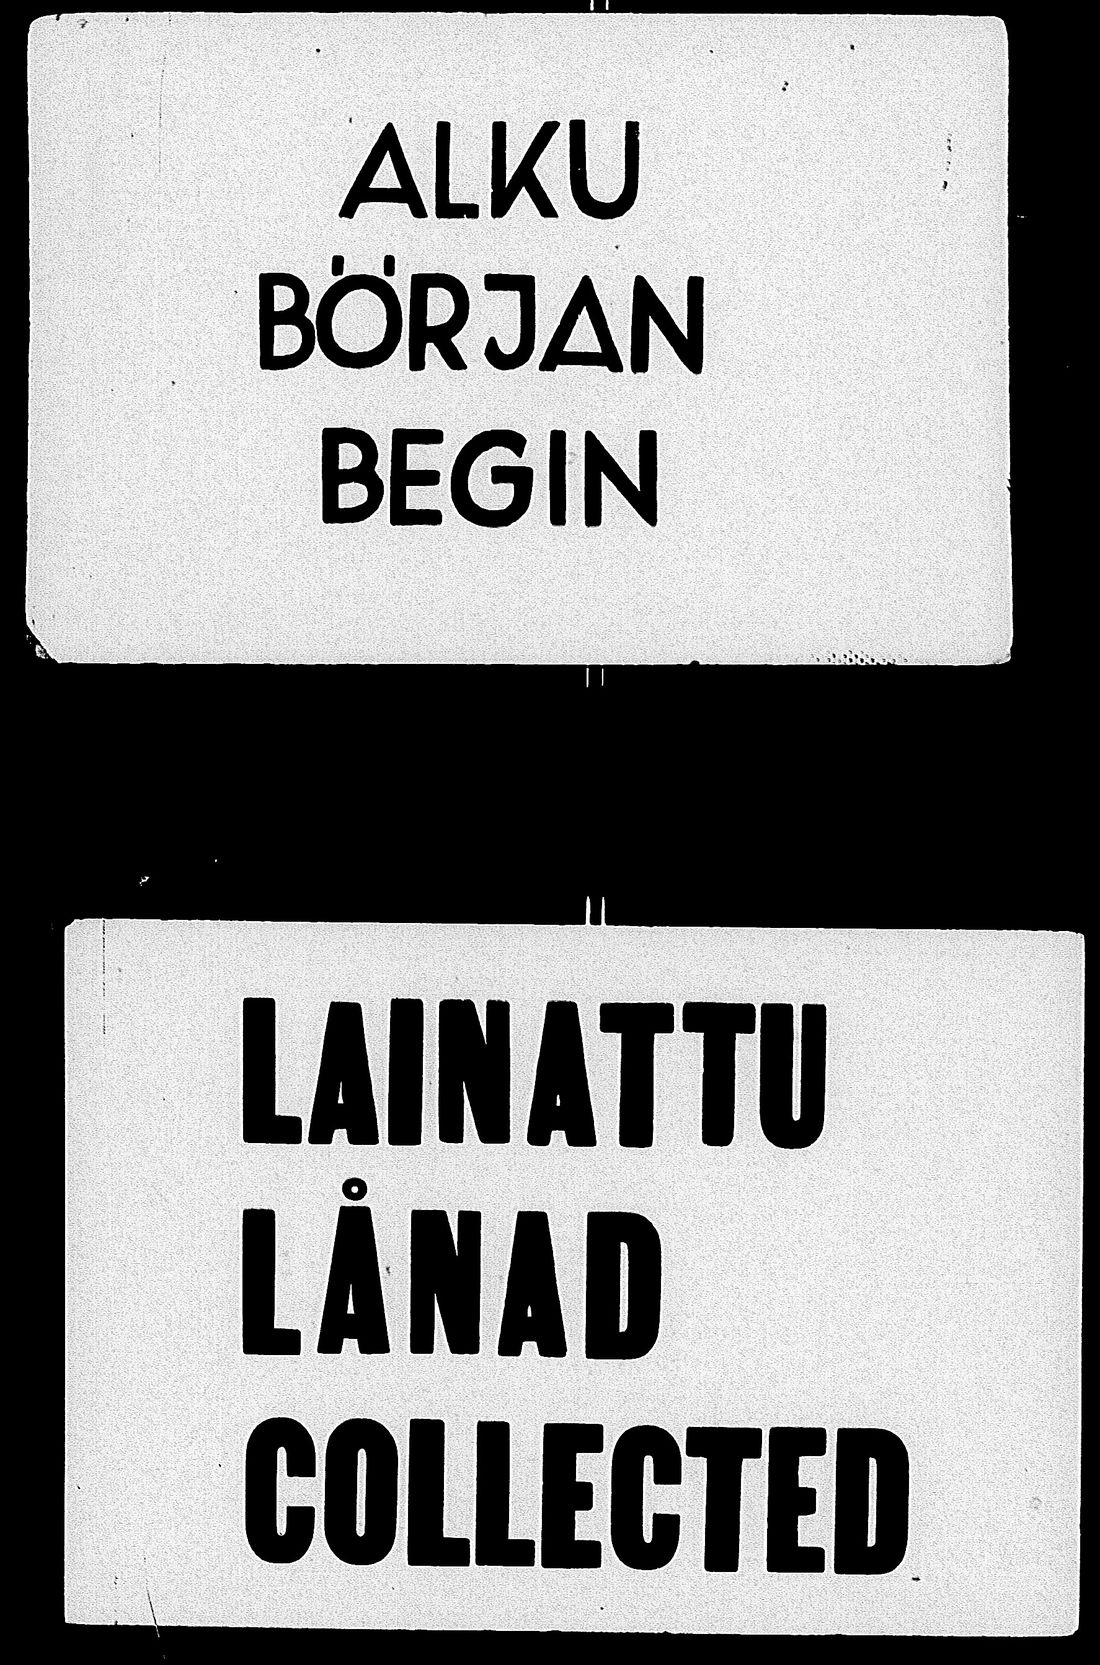 ALKU
BÖRJAN
BEGIN
LAINATTU
LÅNAD
COLLECTED